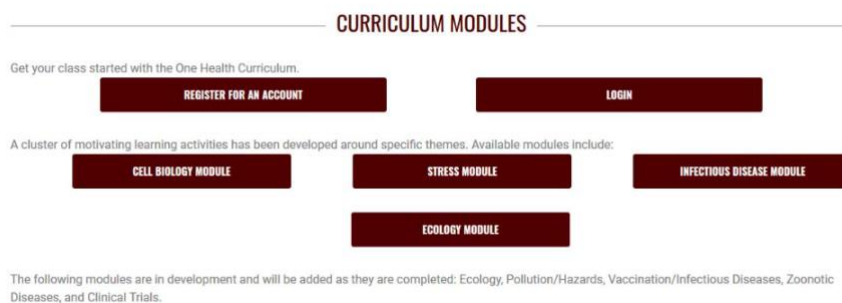 CURRICULUM MODULES
Get your class started with the One Health Curriculum.
REGISTER FOR AN ACCOUNT
LOGIN
A cluster of motivating learning activities has been developed around specific themes. Available modules include:
CELL BIOLOGY MODULE
STRESS MODULE
INFECTIOUS DISEASE MODULE
ECOLOGY MODULE
The following modules are in development and will be added as they are completed: Ecology, Pollution/Hazards, Vaccination/Infectious Diseases, Zoonotic
Diseases, and Clinical Trials.